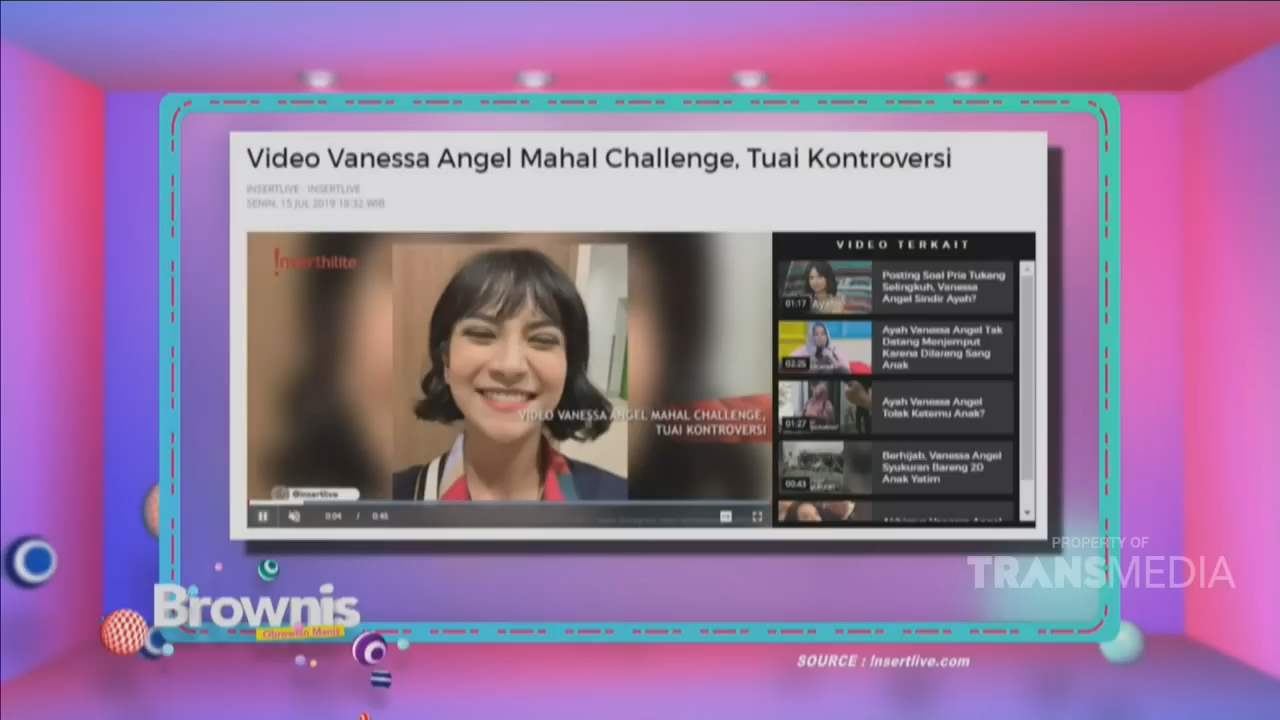 Video Vanessa Angel Mahal Challenge, Tuai Kontroversi
INSERTLIVE - INSERTLIVE
SENIN, 15 JUL 2019 18:32 WIB
!nserthilite
VIDEO VANESSA ANGEL MAHAL CHALLENGE,
TUAI KONTROVERSI
@insertlive
0:04 / 0:46
VIDEO TERKAIT
01:17
Posting Soal Pria Tukang
Selingkuh, Vanessa
Angel Sindir Ayah?
02:25
Ayah Vanessa Angel Tak
Datang Menjemput
Karena Dilarang Sang
Anak
01:27
Ayah Vanessa Angel
Tolak Ketemu Anak?
00:43
Berhijab, Vanessa Angel
Syukuran Bareng 20
Anak Yatim
PROPERTY OF
TRANSMEDIA
Brownis
Obrowlan Manis
SOURCE : !nsertlive.com